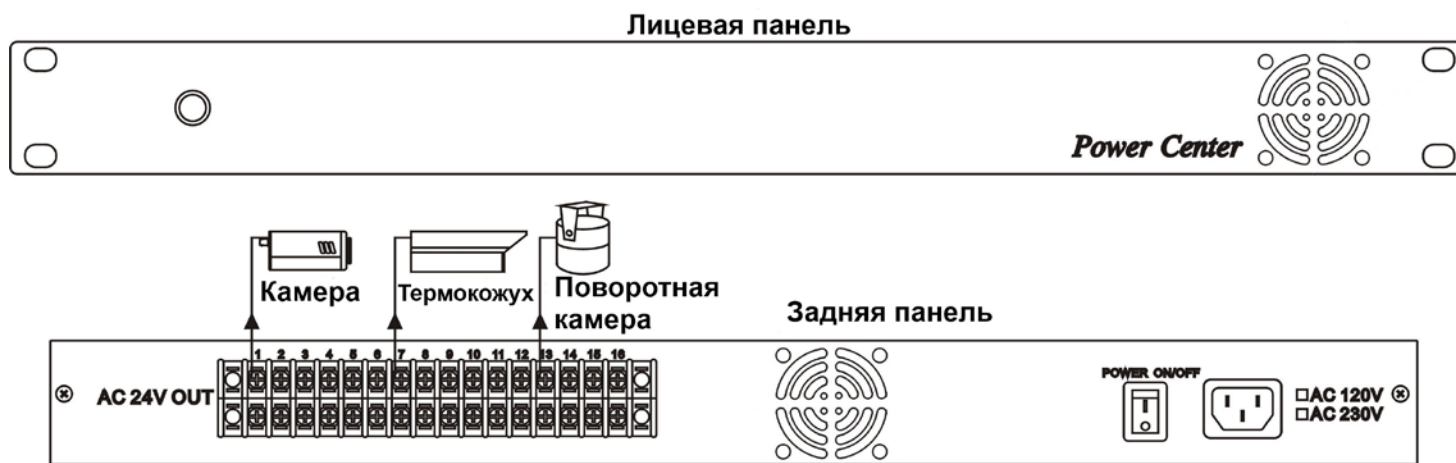 Лицевая панель
Power Center
Камера
Термокожух
Поворотная
камера
Задняя панель
1 2 3 4 5 6 7 8 9 10 11 12 13 14 15 16
AC 24V OUT
POWER ON/OFF
AC 120V
AC 230V